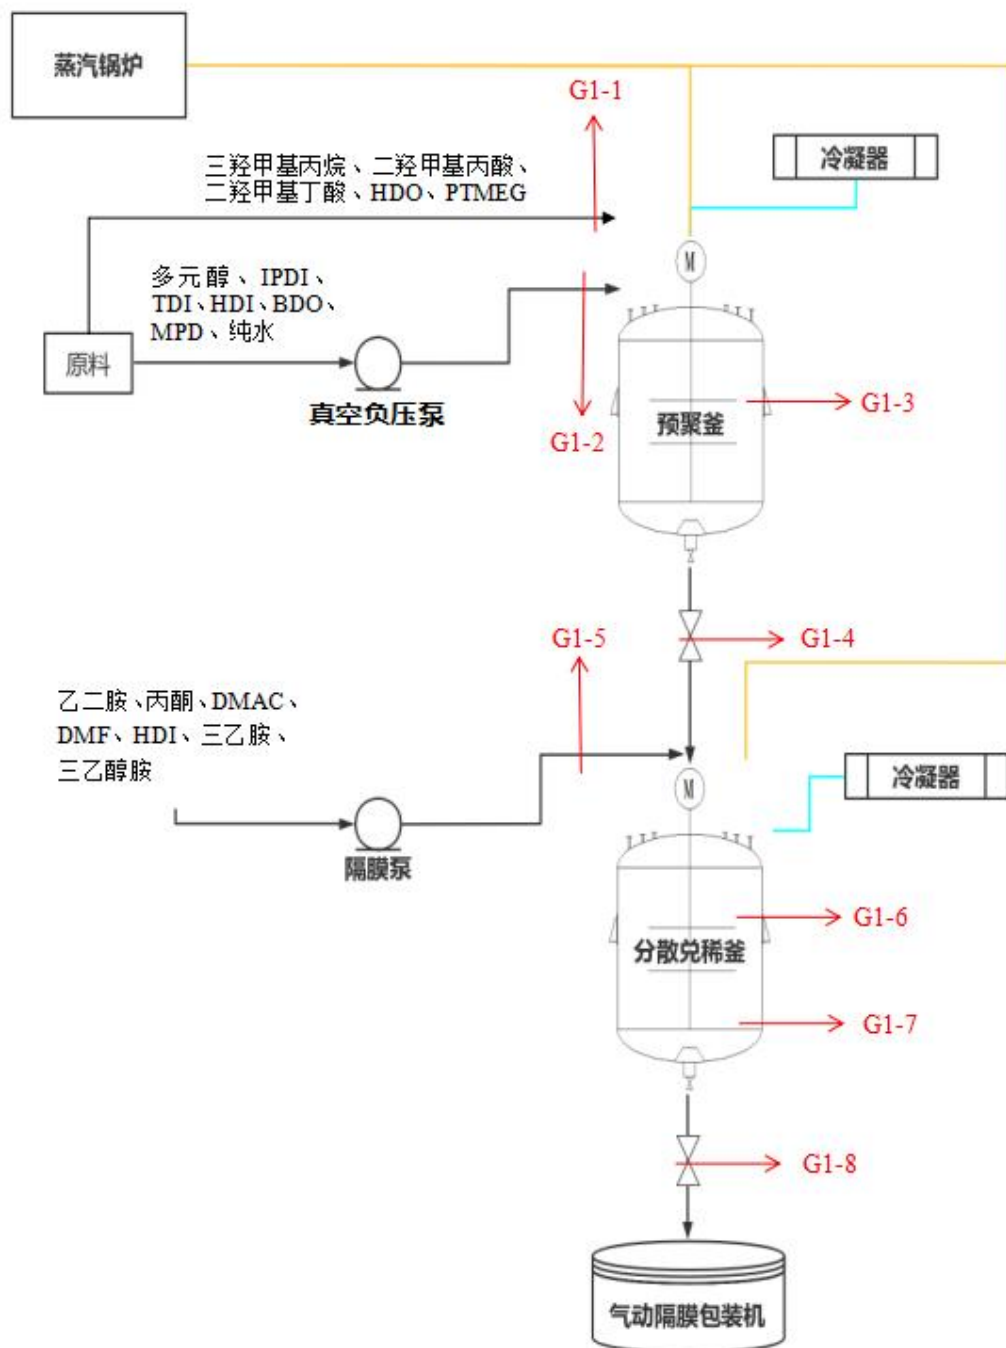 蒸汽锅炉
G1-1
冷凝器
三羟甲基丙烷、二羟甲基丙酸、
二羟甲基丁酸、HDO、PTMEG
M
多元醇、IPDI、
TDI、HDI、BDO、
MPD、纯水
原料
真空负压泵
G1-2
G1-3
预聚釜
G1-5
G1-4
乙二胺、丙酮、DMAC、
DMF、HDI、三乙胺、
三乙醇胺
冷凝器
M
隔膜泵
G1-6
分散兑稀釜
G1-7
G1-8
气动隔膜包装机